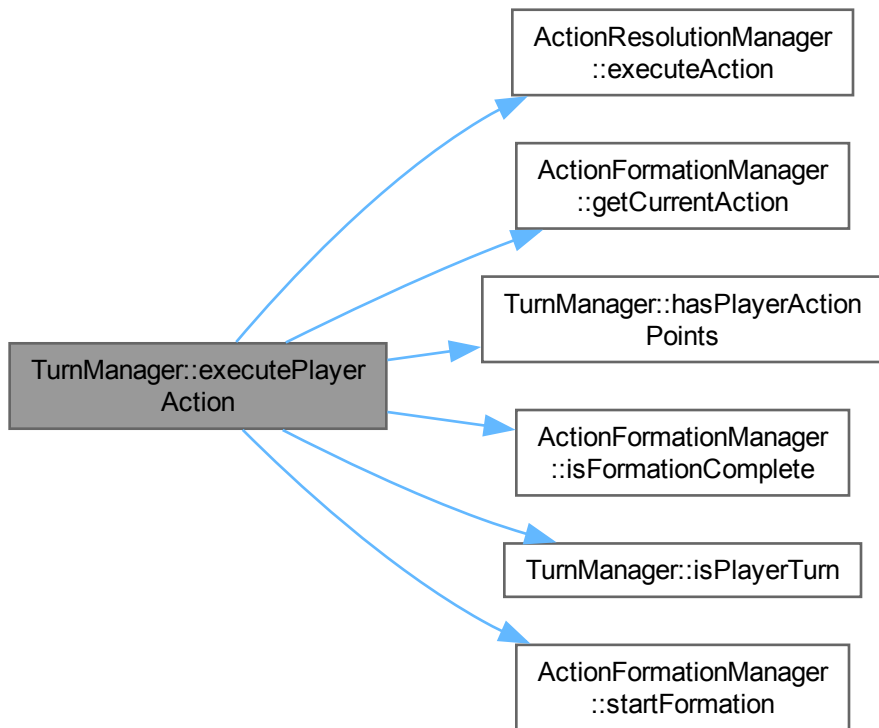 ActionResolutionManager
::executeAction
ActionFormationManager
::getCurrentAction
TurnManager::hasPlayerAction
Points
TurnManager::executePlayer
Action
ActionFormationManager
::isFormationComplete
TurnManager::isPlayerTurn
ActionFormationManager
::startFormation